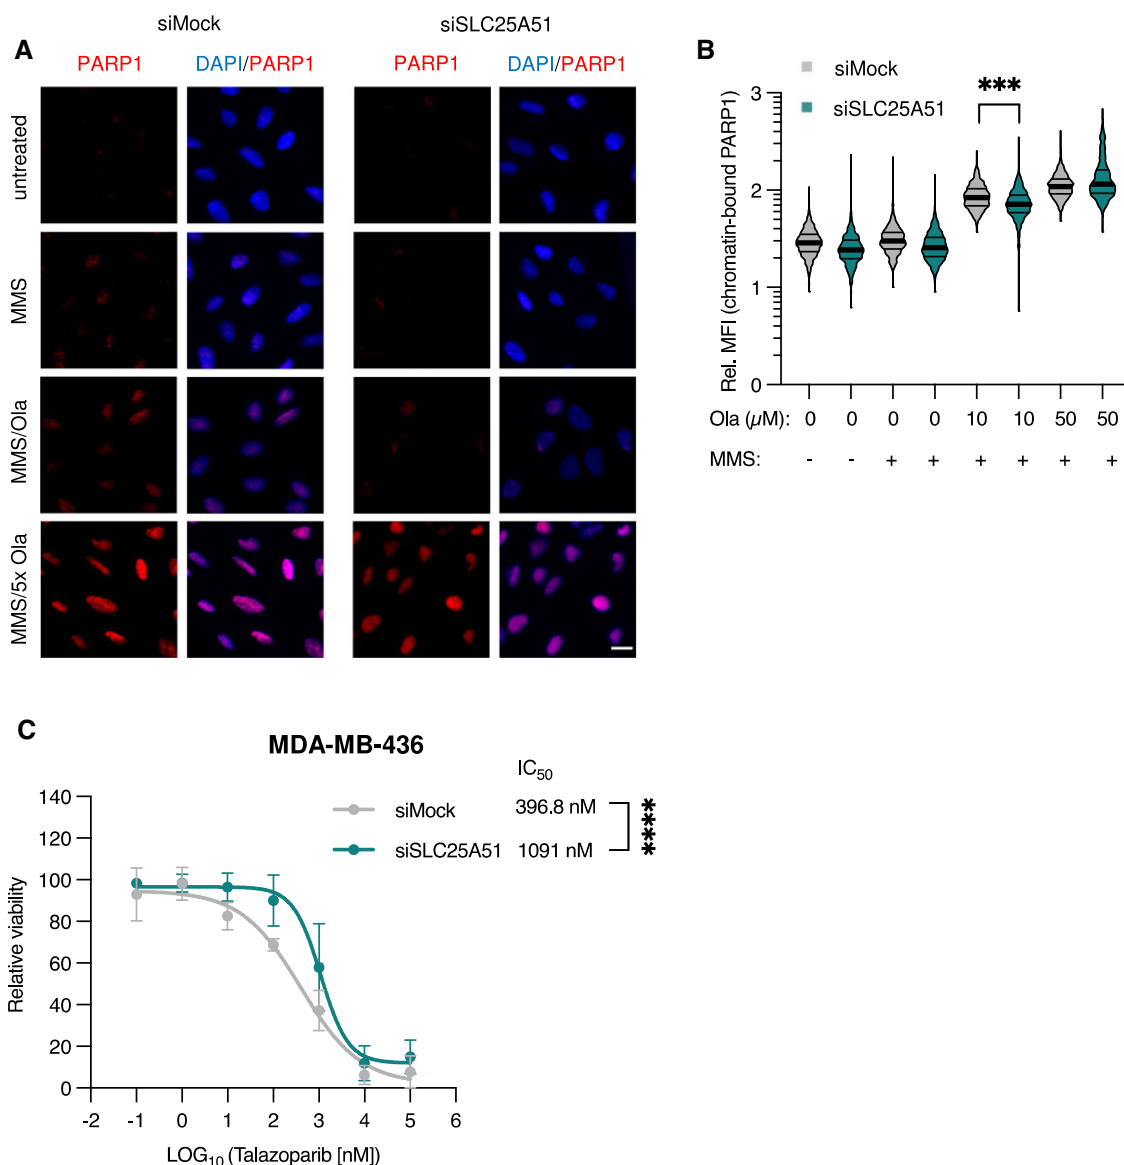 A
siMock
siSLC25A51
PARP1
DAPI/PARP1
PARP1
DAPI/PARP1
untreated
MMS
MMS/Ola
MMS/5x Ola
B
siMock
siSLC25A51
***
Rel. MFI (chromatin-bound PARP1)
3
2
1
0
Ola (µM): 0 0 0 0 10 10 50 50
MMS: - - + + + + + +
C
MDA-MB-436
IC50
siMock 396.8 nM
siSLC25A51 1091 nM
****
Relative viability
140
120
100
80
60
40
20
0
-2 -1 0 1 2 3 4 5 6
LOG10 (Talazoparib [nM])